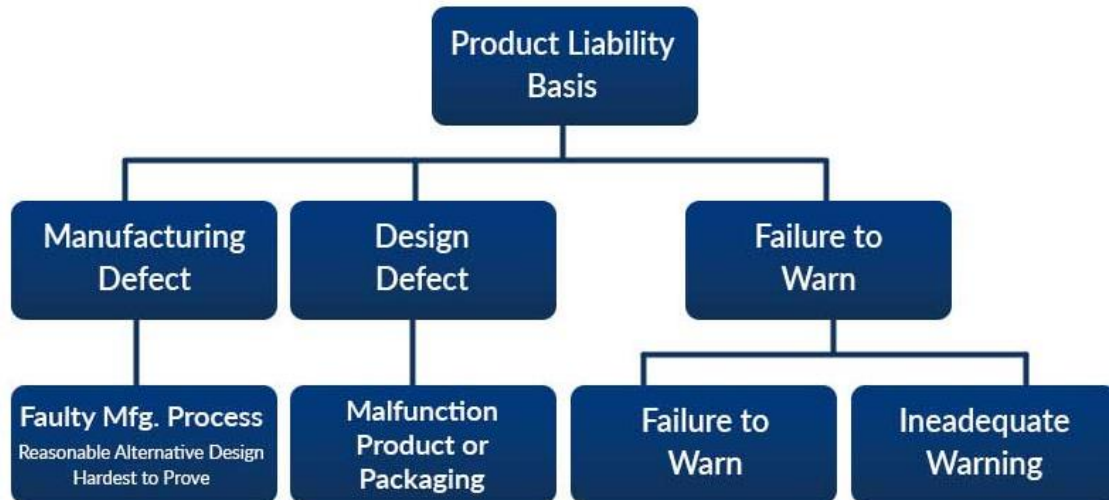 Product Liability
Basis
Manufacturing
Defect
Design
Defect
Failure to
Warn
Faulty Mfg. Process
Reasonable Alternative Design
Hardest to Prove
Malfunction
Product or
Packaging
Failure to
Warn
Ineadequate
Warning